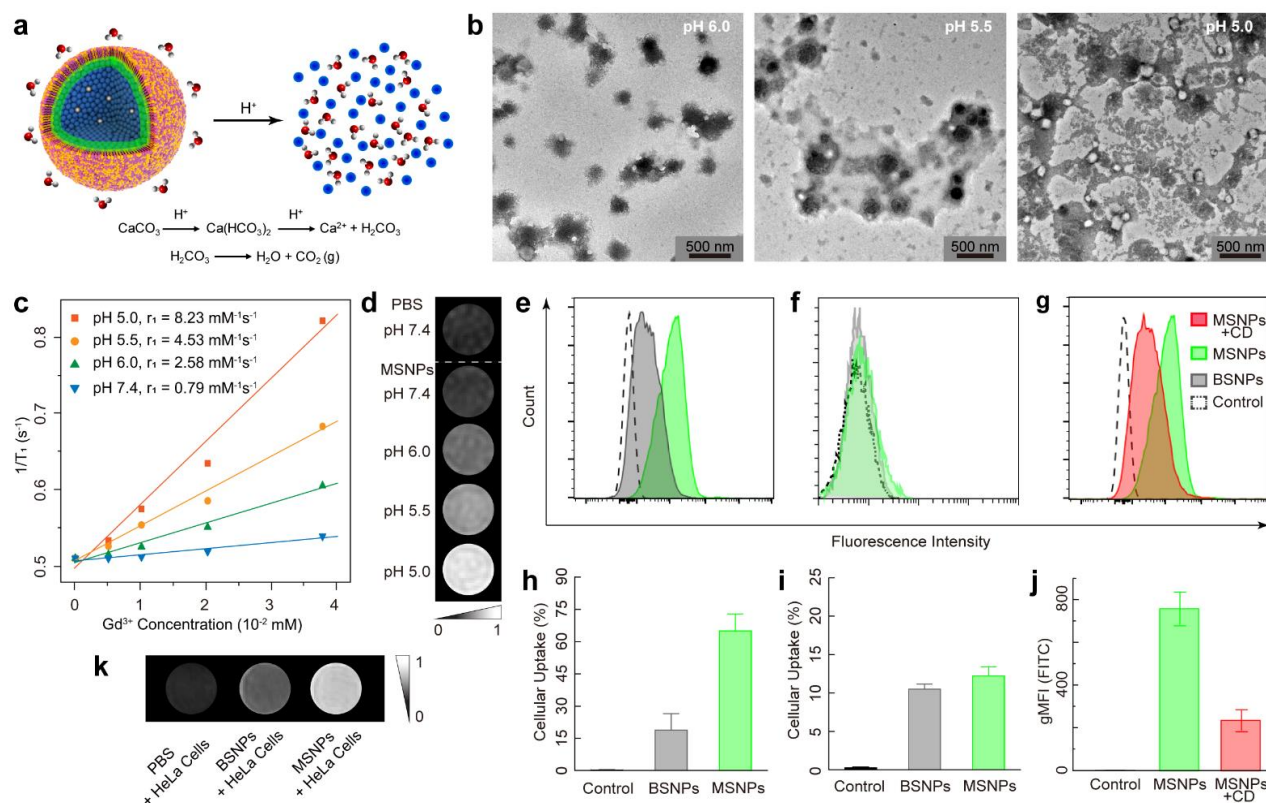 a
H⁺
H⁺ H⁺
CaCO₃ Ca(HCO₃)₂ Ca²⁺ + H₂CO₃
H₂CO₃ H₂O + CO₂ (g)
b
pH 6.0
500 nm
pH 5.5
500 nm
pH 5.0
500 nm
c
pH 5.0, r₁ = 8.23 mM⁻¹s⁻¹
pH 5.5, r₁ = 4.53 mM⁻¹s⁻¹
pH 6.0, r₁ = 2.58 mM⁻¹s⁻¹
pH 7.4, r₁ = 0.79 mM⁻¹s⁻¹
1/T₁ (s⁻¹)
0.8
0.7
0.6
0.5
0 1 2 3 4
Gd³⁺ Concentration (10⁻² mM)
d
PBS
pH 7.4
MSNPs
pH 7.4
pH 6.0
pH 5.5
pH 5.0
0 1
e
f
g
Count
Fluorescence Intensity
MSNPs
+CD
MSNPs
BSNPs
Control
h
Cellular Uptake (%)
90
75
60
45
30
15
0
Control BSNPs MSNPs
i
Cellular Uptake (%)
25
20
15
10
5
0
Control BSNPs MSNPs
j
gMFI (FITC)
800
400
0
Control MSNPs MSNPs
+CD
k
1
0
PBS
+ HeLa Cells
BSNPs
+ HeLa Cells
MSNPs
+ HeLa Cells